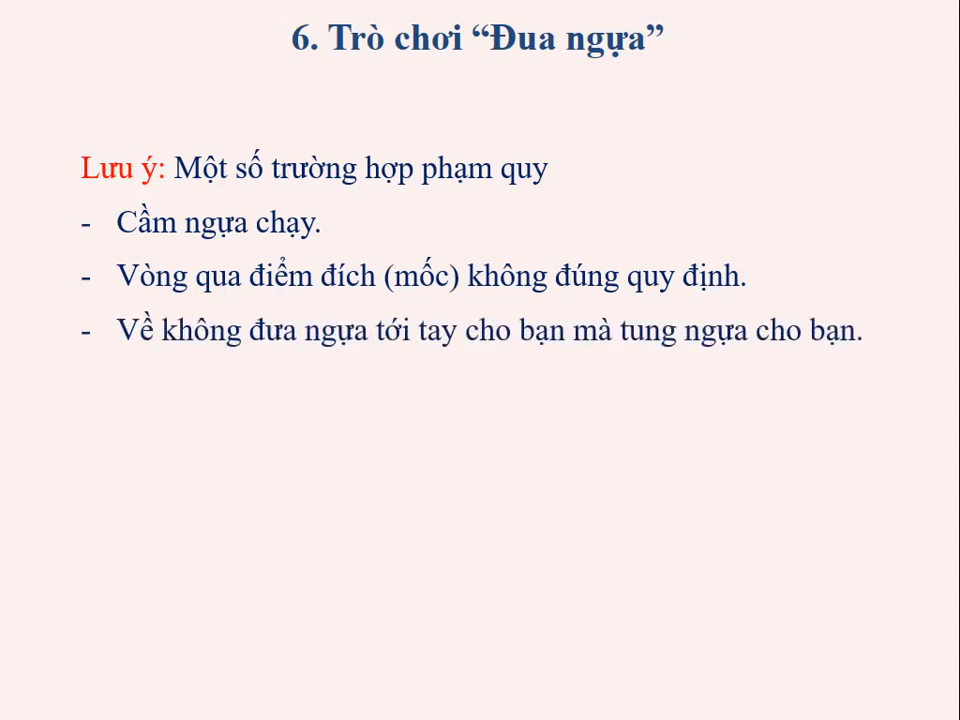 6. Trò chơi “Đua ngựa”
Lưu ý: Một số trường hợp phạm quy
- Cầm ngựa chạy.
- Vòng qua điểm đích (mốc) không đúng quy định.
- Về không đưa ngựa tới tay cho bạn mà tung ngựa cho bạn.